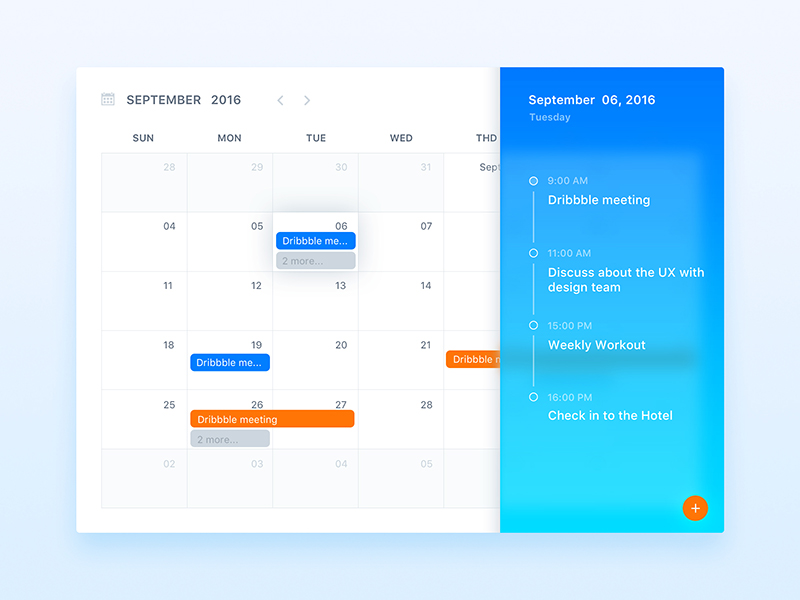 SEPTEMBER 2016
SUN MON TUE WED THD
28 29 30 31 Sept
04 05 06 07
Dribbble me...
2 more...
11 12 13 14
18 19 20 21
Dribbble me...
Dribbble m
25 26 27 28
Dribbble meeting
2 more...
02 03 04 05
September 06, 2016
Tuesday
9:00 AM
Dribbble meeting
11:00 AM
Discuss about the UX with
design team
15:00 PM
Weekly Workout
16:00 PM
Check in to the Hotel
+